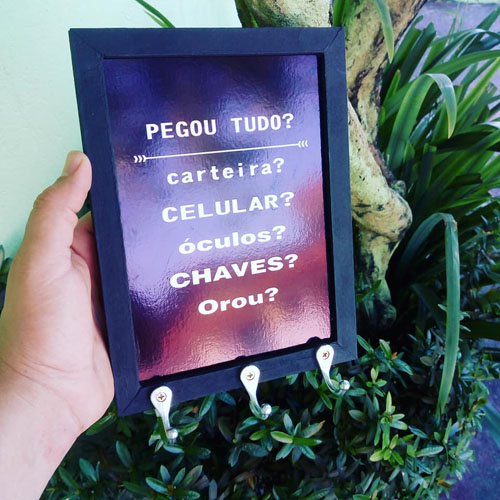 PEGOU TUDO?
carteira?
CELULAR?
óculos?
CHAVES?
Orou?